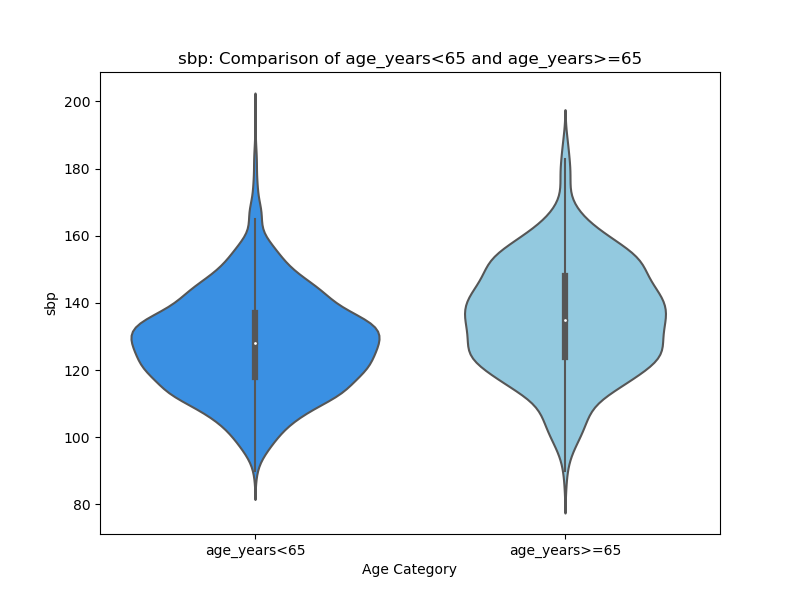 sbp: Comparison of age_years<65 and age_years>=65
200
180
160
140
120
100
80
sbp
age_years<65
age_years>=65
Age Category